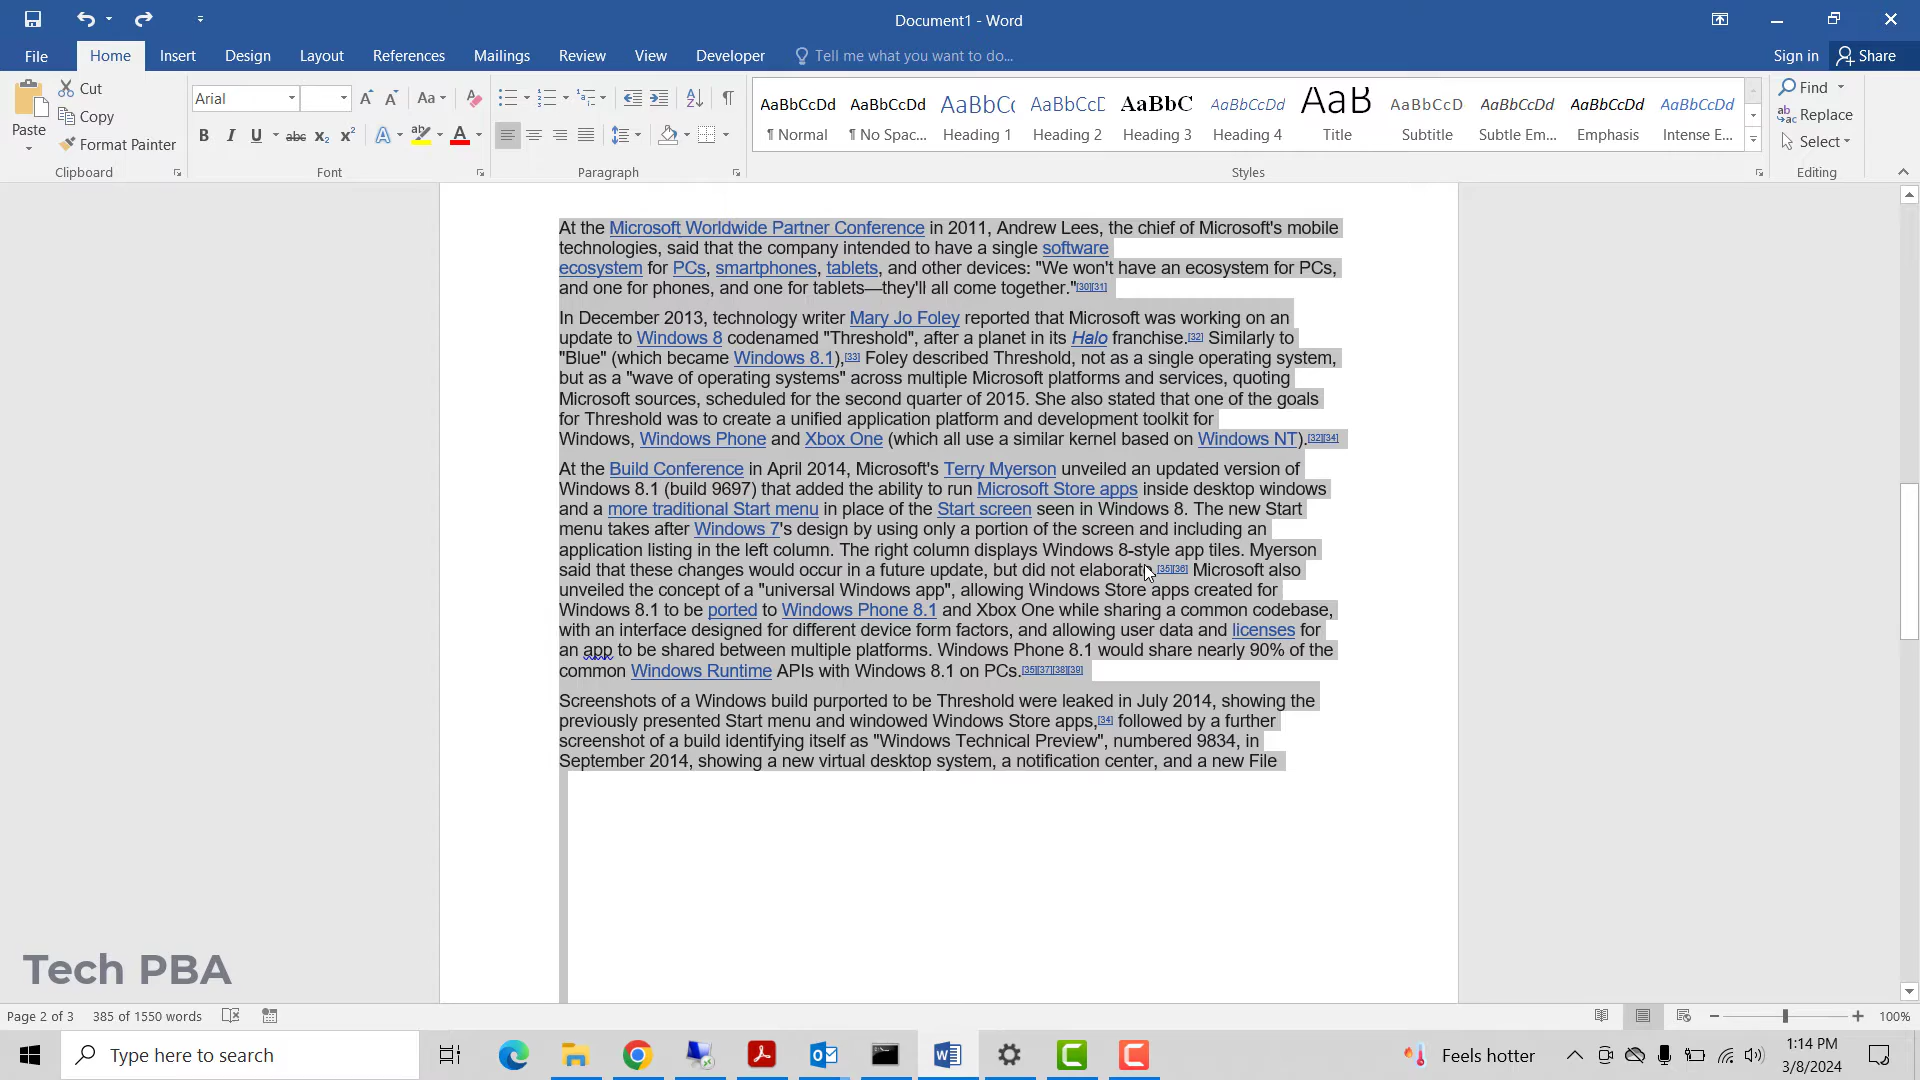 Document1 - Word
File Home Insert Design Layout References Mailings Review View Developer Tell me what you want to do... Sign in Share
Paste
Cut
Copy
Format Painter
Clipboard
Arial
Aa
B I U abc X₂ X² A A
Font
Paragraph
AaBbCcDd AaBbCcDd AaBbCc AaBbCcC AaBbC AaBbCcDd AaB AaBbCcD AaBbCcDd AaBbCcDd AaBbCcDd
¶ Normal ¶ No Spac... Heading 1 Heading 2 Heading 3 Heading 4 Title Subtitle Subtle Em... Emphasis Intense E...
Styles
Find
Replace
Select
Editing
At the Microsoft Worldwide Partner Conference in 2011, Andrew Lees, the chief of Microsoft's mobile
technologies, said that the company intended to have a single software
ecosystem for PCs, smartphones, tablets, and other devices: "We won't have an ecosystem for PCs,
and one for phones, and one for tablets—they'll all come together."[30][31]
In December 2013, technology writer Mary Jo Foley reported that Microsoft was working on an
update to Windows 8 codenamed "Threshold", after a planet in its Halo franchise.[32] Similarly to
"Blue" (which became Windows 8.1),[33] Foley described Threshold, not as a single operating system,
but as a "wave of operating systems" across multiple Microsoft platforms and services, quoting
Microsoft sources, scheduled for the second quarter of 2015. She also stated that one of the goals
for Threshold was to create a unified application platform and development toolkit for
Windows, Windows Phone and Xbox One (which all use a similar kernel based on Windows NT).[32][34]
At the Build Conference in April 2014, Microsoft's Terry Myerson unveiled an updated version of
Windows 8.1 (build 9697) that added the ability to run Microsoft Store apps inside desktop windows
and a more traditional Start menu in place of the Start screen seen in Windows 8. The new Start
menu takes after Windows 7's design by using only a portion of the screen and including an
application listing in the left column. The right column displays Windows 8-style app tiles. Myerson
said that these changes would occur in a future update, but did not elaborate.[35][36] Microsoft also
unveiled the concept of a "universal Windows app", allowing Windows Store apps created for
Windows 8.1 to be ported to Windows Phone 8.1 and Xbox One while sharing a common codebase,
with an interface designed for different device form factors, and allowing user data and licenses for
an app to be shared between multiple platforms. Windows Phone 8.1 would share nearly 90% of the
common Windows Runtime APIs with Windows 8.1 on PCs.[35][37][38][39]
Screenshots of a Windows build purported to be Threshold were leaked in July 2014, showing the
previously presented Start menu and windowed Windows Store apps,[34] followed by a further
screenshot of a build identifying itself as "Windows Technical Preview", numbered 9834, in
September 2014, showing a new virtual desktop system, a notification center, and a new File
Tech PBA
Page 2 of 3 385 of 1550 words 100%
Type here to search
Feels hotter
1:14 PM
3/8/2024